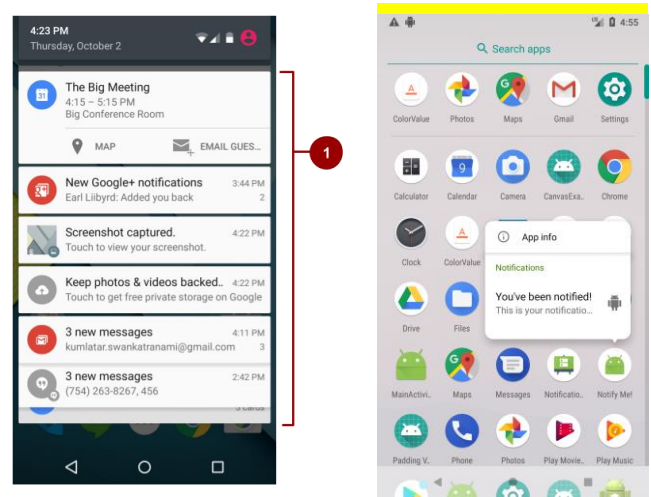 4:23 PM
Thursday, October 2
31
The Big Meeting
4:15 – 5:15 PM
Big Conference Room
MAP
EMAIL GUES...
New Google+ notifications 3:44 PM
Earl Liibyrd: Added you back 2
Screenshot captured. 4:22 PM
Touch to view your screenshot.
Keep photos & videos backed.. 4:22 PM
Touch to get free private storage on Google
3 new messages 4:11 PM
kumlatar.swankatranami@gmail.com 3
3 new messages 2:42 PM
(754) 263-8267, 456
3 cards
1
4:55
Search apps
ColorValue Photos Maps Gmail Settings
Calculator Calendar Camera CanvasExa.. Chrome
9
Clock ColorValue
App info
Notifications
You've been notified!
This is your notificatio...
Drive Files
MainActivi.. Maps Messages Notificatio.. Notify Me!
Padding V.. Phone Photos Play Movie.. Play Music